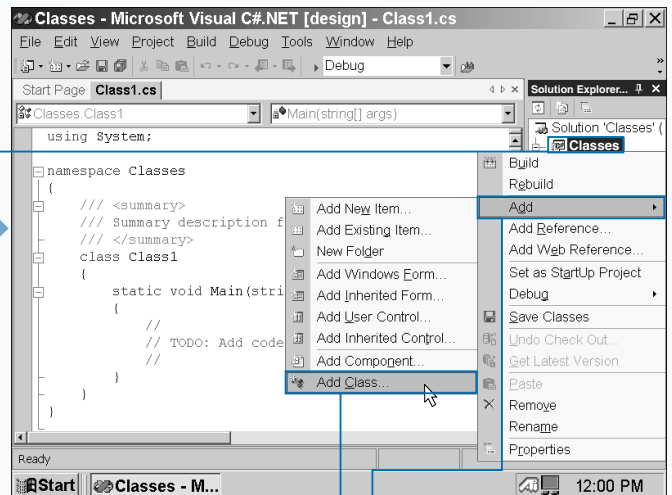 Classes - Microsoft Visual C#.NET [design] - Class1.cs
File Edit View Project Build Debug Tools Window Help
Debug
Start Page Class1.cs
Solution Explorer...
Classes.Class1
Main(string[] args)
Solution 'Classes' (
Classes
using System;
namespace Classes
{
/// <summary>
/// Summary description f
/// </summary>
class Class1
{
static void Main(stri
{
//
// TODO: Add code
//
}
}
}
Add New Item...
Add Existing Item...
New Folder
Add Windows Form...
Add Inherited Form...
Add User Control...
Add Inherited Control...
Add Component...
Add Class...
Build
Rebuild
Add
Add Reference...
Add Web Reference...
Set as StartUp Project
Debug
Save Classes
Undo Check Out...
Get Latest Version
Paste
Remove
Rename
Properties
Ready
Start Classes - M... 12:00 PM